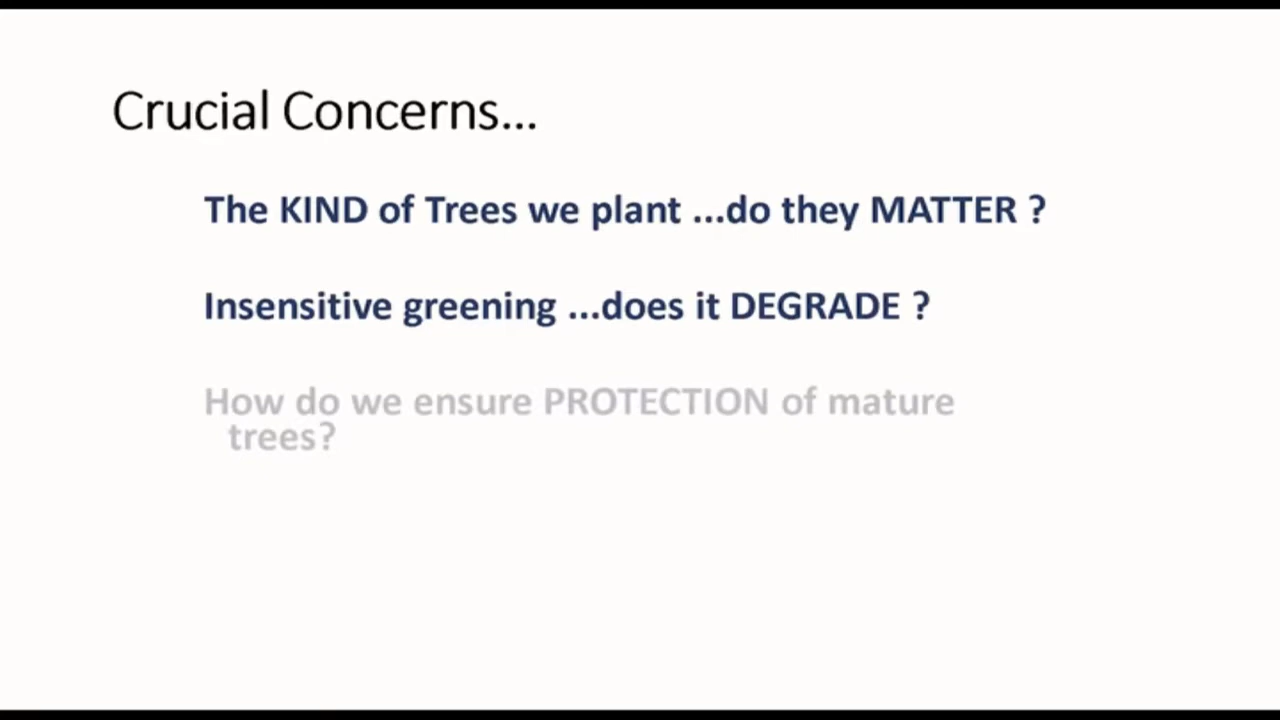 Crucial Concerns...
The KIND of Trees we plant ...do they MATTER ?
Insensitive greening ...does it DEGRADE ?
How do we ensure PROTECTION of mature
trees?